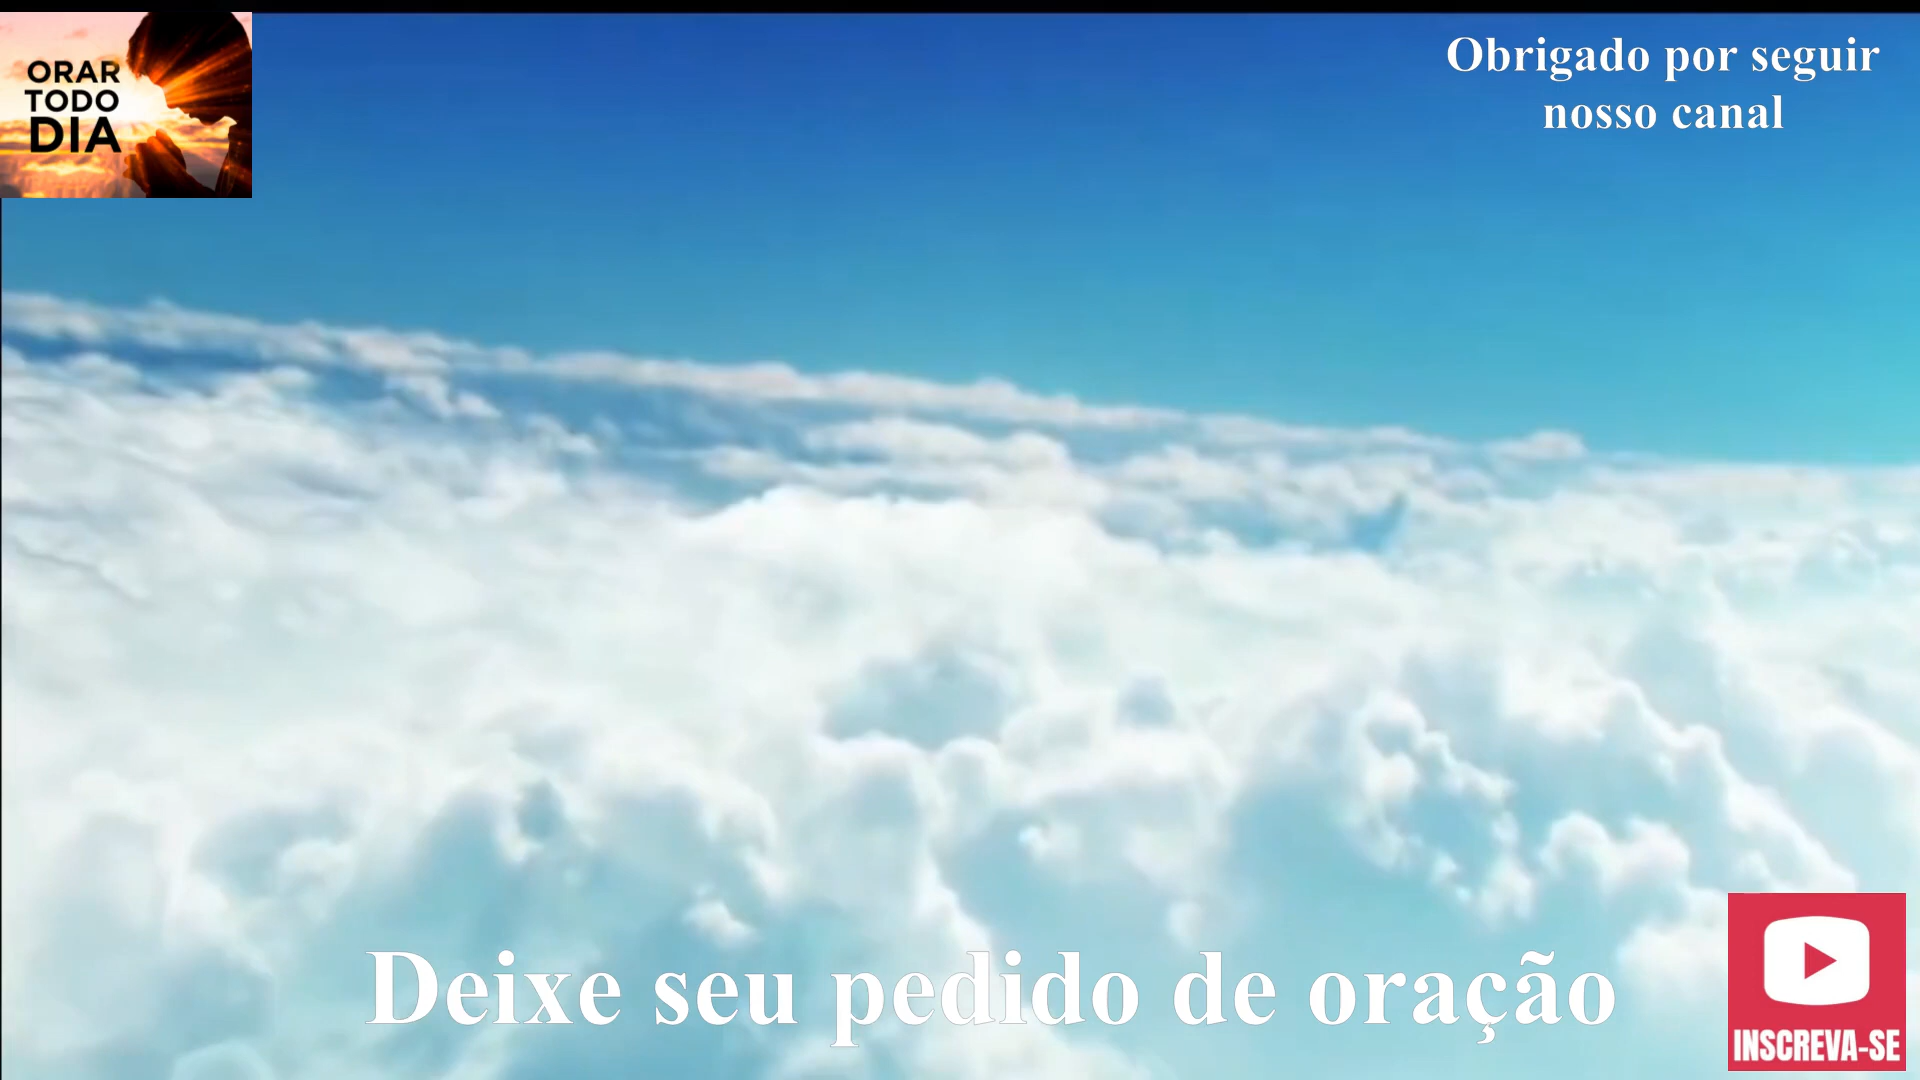 ORAR
TODO
DIA
Obrigado por seguir
nosso canal
Deixe seu pedido de oração
INSCREVA-SE